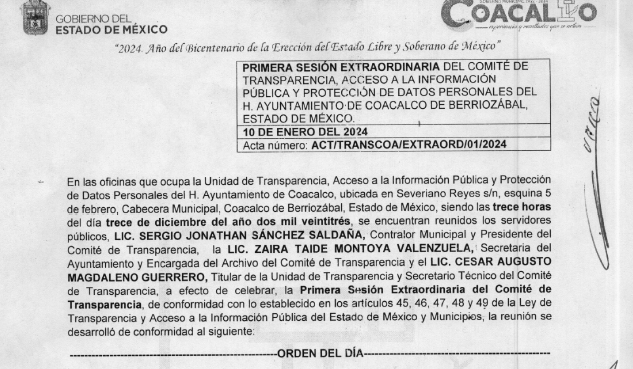 GOBIERNO DEL
ESTADO DE MÉXICO
COACALCO
"2024. Año del Bicentenario de la Erección del Estado Libre y Soberano de México"
PRIMERA SESIÓN EXTRAORDINARIA DEL COMITÉ DE
TRANSPARENCIA, ACCESO A LA INFORMACIÓN
PÚBLICA Y PROTECCIÓN DE DATOS PERSONALES DEL
H. AYUNTAMIENTO DE COACALCO DE BERRIOZÁBAL,
ESTADO DE MÉXICO.
10 DE ENERO DEL 2024
Acta número: ACT/TRANSCOA/EXTRAORD/01/2024
En las oficinas que ocupa la Unidad de Transparencia, Acceso a la Información Pública y Protección
de Datos Personales del H. Ayuntamiento de Coacalco, ubicada en Severiano Reyes s/n, esquina 5
de febrero, Cabecera Municipal, Coacalco de Berriozábal, Estado de México, siendo las trece horas
del día trece de diciembre del año dos mil veintitrés, se encuentran reunidos los servidores
públicos, LIC. SERGIO JONATHAN SÁNCHEZ SALDAÑA, Contralor Municipal y Presidente del
Comité de Transparencia, la LIC. ZAIRA TAIDE MONTOYA VALENZUELA, Secretaria del
Ayuntamiento y Encargada del Archivo del Comité de Transparencia y el LIC. CESAR AUGUSTO
MAGDALENO GUERRERO, Titular de la Unidad de Transparencia y Secretario Técnico del Comité
de Transparencia, a efecto de celebrar, la Primera Sesión Extraordinaria del Comité de
Transparencia, de conformidad con lo establecido en los artículos 45, 46, 47, 48 y 49 de la Ley de
Transparencia y Acceso a la Información Pública del Estado de México y Municipios, la reunión se
desarrolló de conformidad al siguiente:
ORDEN DEL DÍA